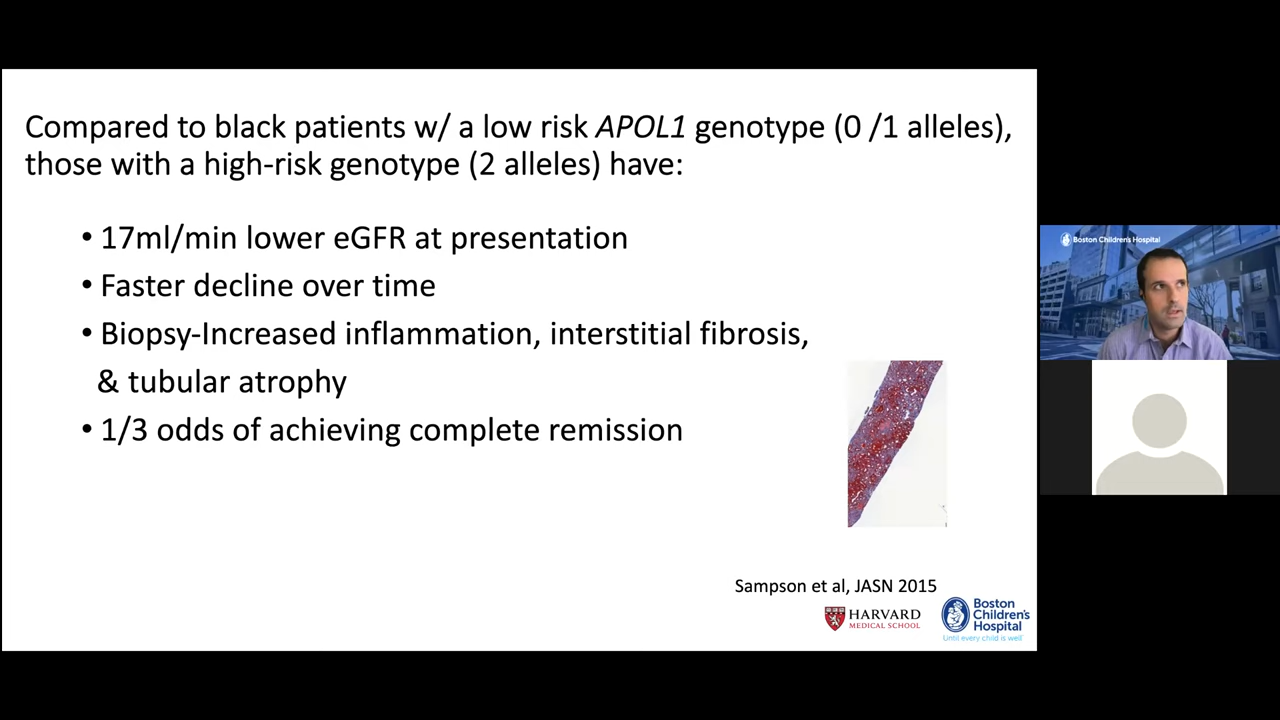 Compared to black patients w/ a low risk APOL1 genotype (0 /1 alleles),
those with a high-risk genotype (2 alleles) have:
• 17ml/min lower eGFR at presentation
• Faster decline over time
• Biopsy-Increased inflammation, interstitial fibrosis,
& tubular atrophy
• 1/3 odds of achieving complete remission
Sampson et al, JASN 2015
HARVARD
MEDICAL SCHOOL
Boston
Children's
Hospital
Until every child is well
Boston Children's Hospital